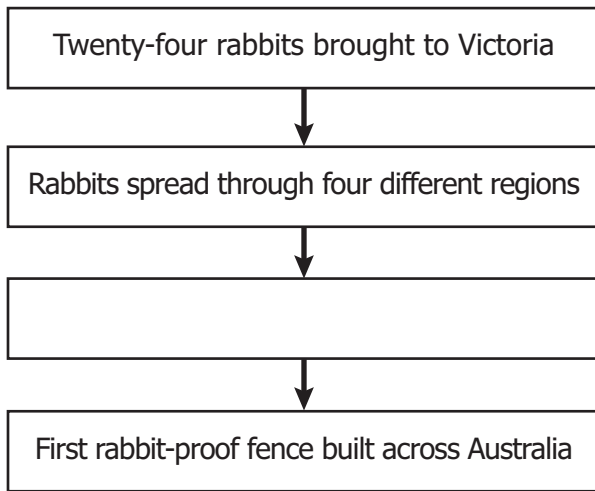 Twenty-four rabbits brought to Victoria
Rabbits spread through four different regions
First rabbit-proof fence built across Australia